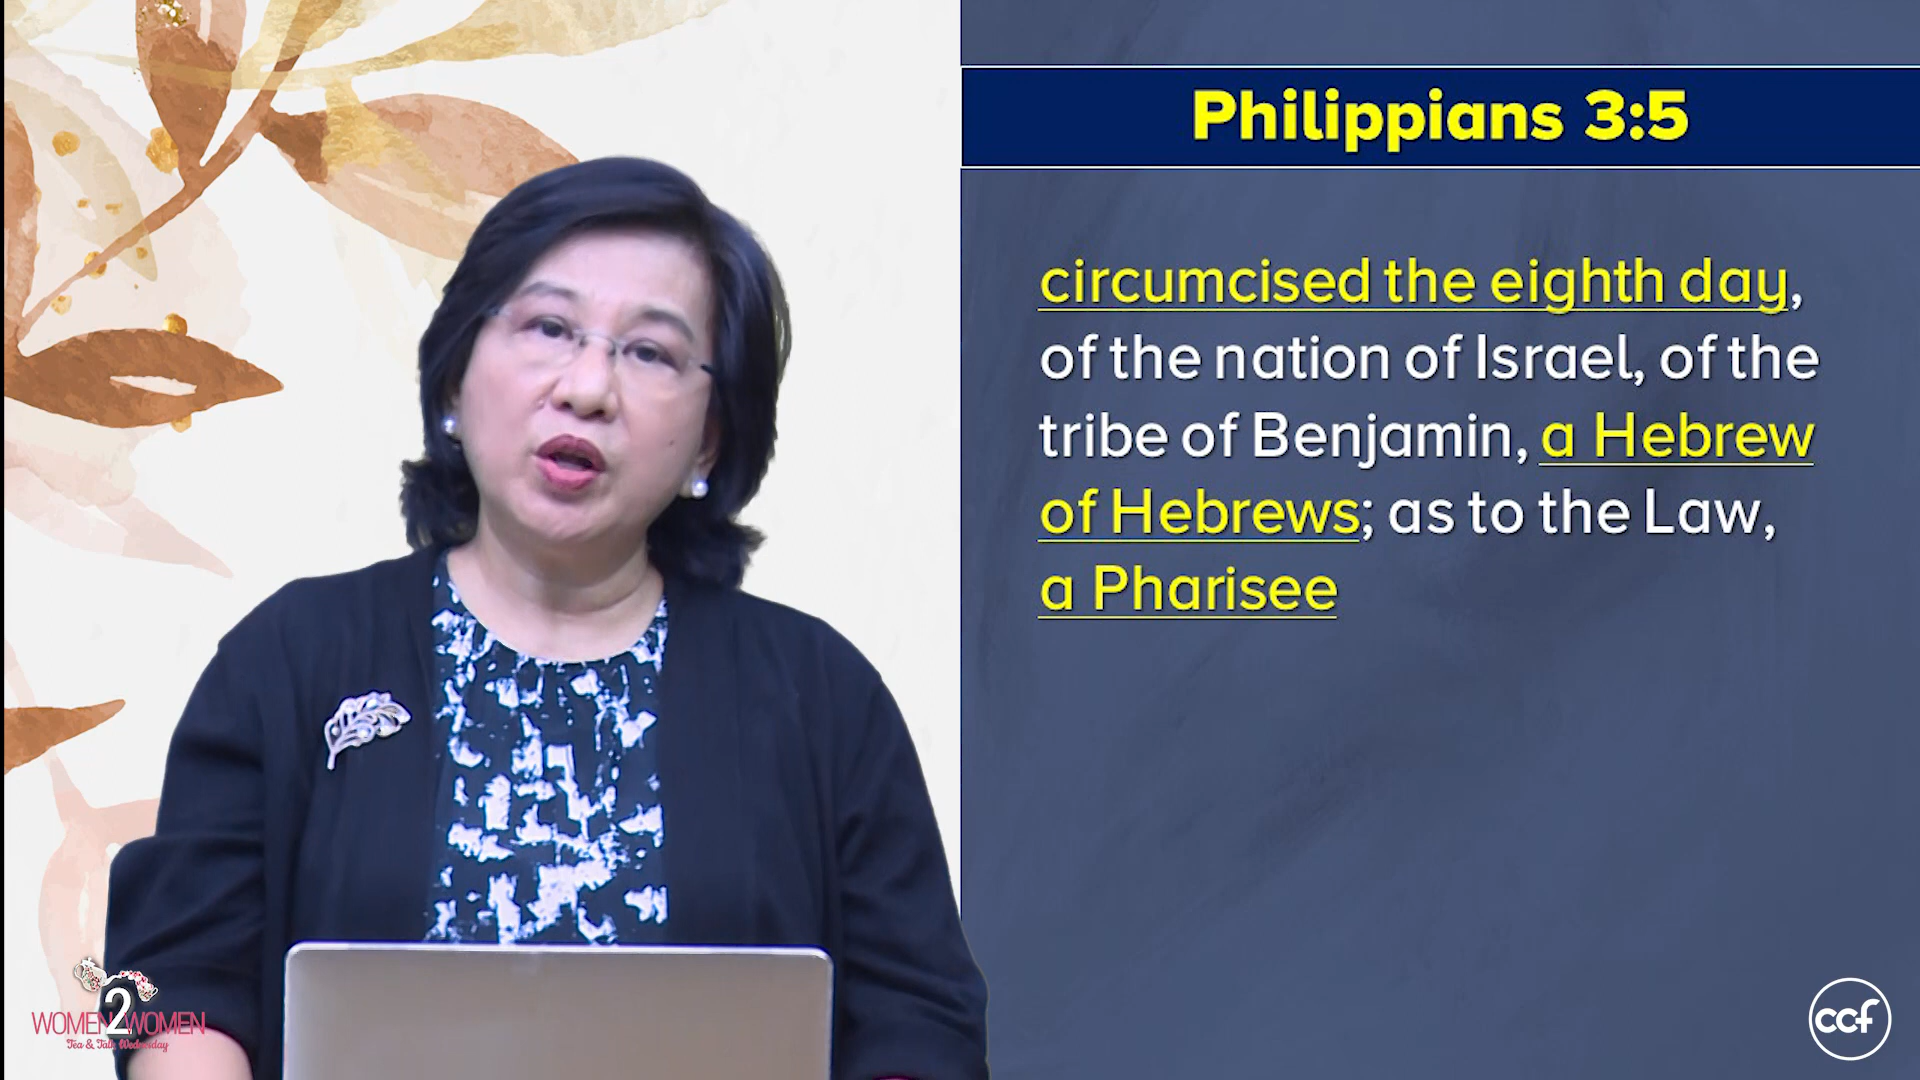 Philippians 3:5
circumcised the eighth day,
of the nation of Israel, of the
tribe of Benjamin, a Hebrew
of Hebrews; as to the Law,
a Pharisee
WOMEN2WOMEN
Tea & Talk Wednesday
ccf